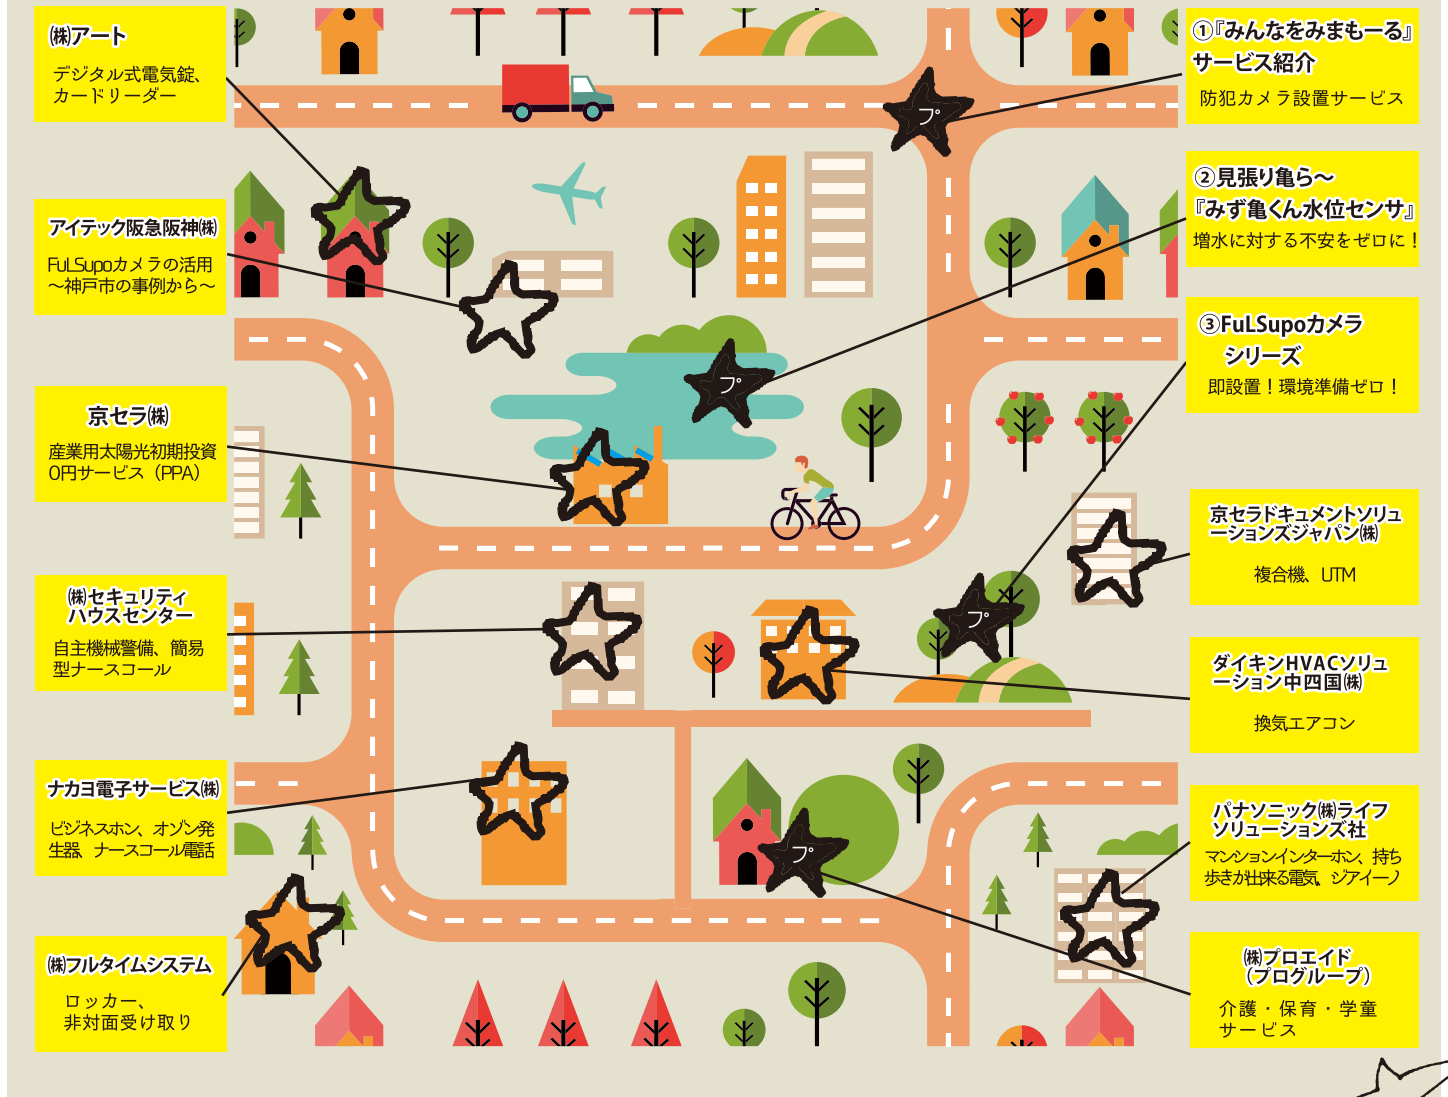 ㈱アート
デジタル式電気錠、
カードリーダー
アイテック阪急阪神㈱
FuLSupoカメラの活用
～神戸市の事例から～
京セラ㈱
産業用太陽光初期投資
0円サービス（PPA）
㈱セキュリティ
ハウスセンター
自主機械警備、簡易
型ナースコール
ナカヨ電子サービス㈱
ビジネスホン、オゾン発
生器、ナースコール電話
㈱フルタイムシステム
ロッカー、
非対面受け取り
プ
プ
プ
プ
①『みんなをみまもーる』
サービス紹介
防犯カメラ設置サービス
②見張り亀ら～
『みず亀くん水位センサ』
増水に対する不安をゼロに！
③FuLSupoカメラ
シリーズ
即設置！環境準備ゼロ！
京セラドキュメントソリュ
ーションズジャパン㈱
複合機、UTM
ダイキンHVACソリュ
ーション中四国㈱
換気エアコン
パナソニック㈱ライフ
ソリューションズ社
マンションインターホン、持ち
歩きが出来る電気、ジアイーノ
㈱プロエイド
（プログループ）
介護・保育・学童
サービス